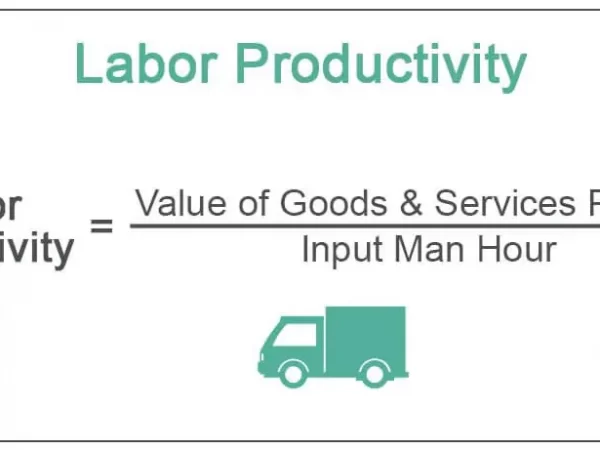 Labor Productivity
or
ivity
=
Value of Goods & Services P
Input Man Hour